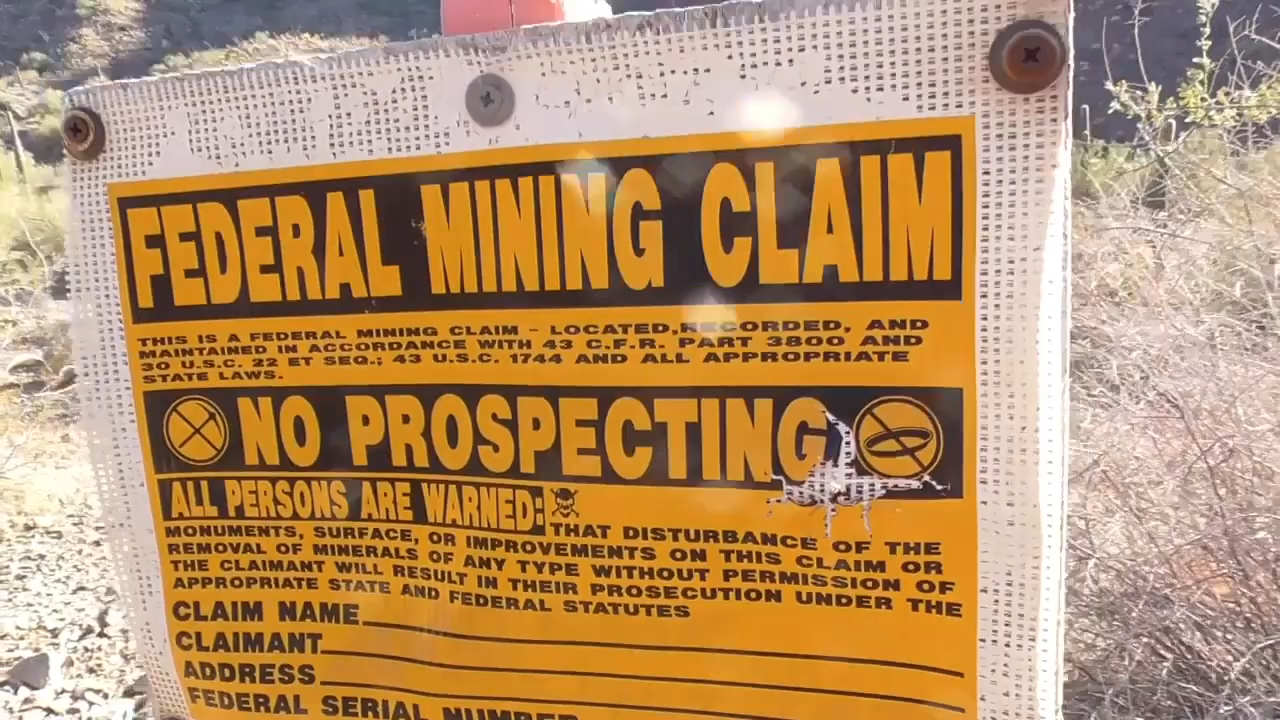 FEDERAL MINING CLAIM
THIS IS A FEDERAL MINING CLAIM - LOCATED, RECORDED, AND
MAINTAINED IN ACCORDANCE WITH 43 C.F.R. PART 3800 AND
30 U.S.C. 22 ET SEQ.; 43 U.S.C. 1744 AND ALL APPROPRIATE
STATE LAWS.
NO PROSPECTING
ALL PERSONS ARE WARNED: THAT DISTURBANCE OF THE
MONUMENTS, SURFACE, OR IMPROVEMENTS ON THIS CLAIM OR
REMOVAL OF MINERALS OF ANY TYPE WITHOUT PERMISSION OF
THE CLAIMANT WILL RESULT IN THEIR PROSECUTION UNDER THE
APPROPRIATE STATE AND FEDERAL STATUTES
CLAIM NAME
CLAIMANT
ADDRESS
FEDERAL SERIAL NUMBER